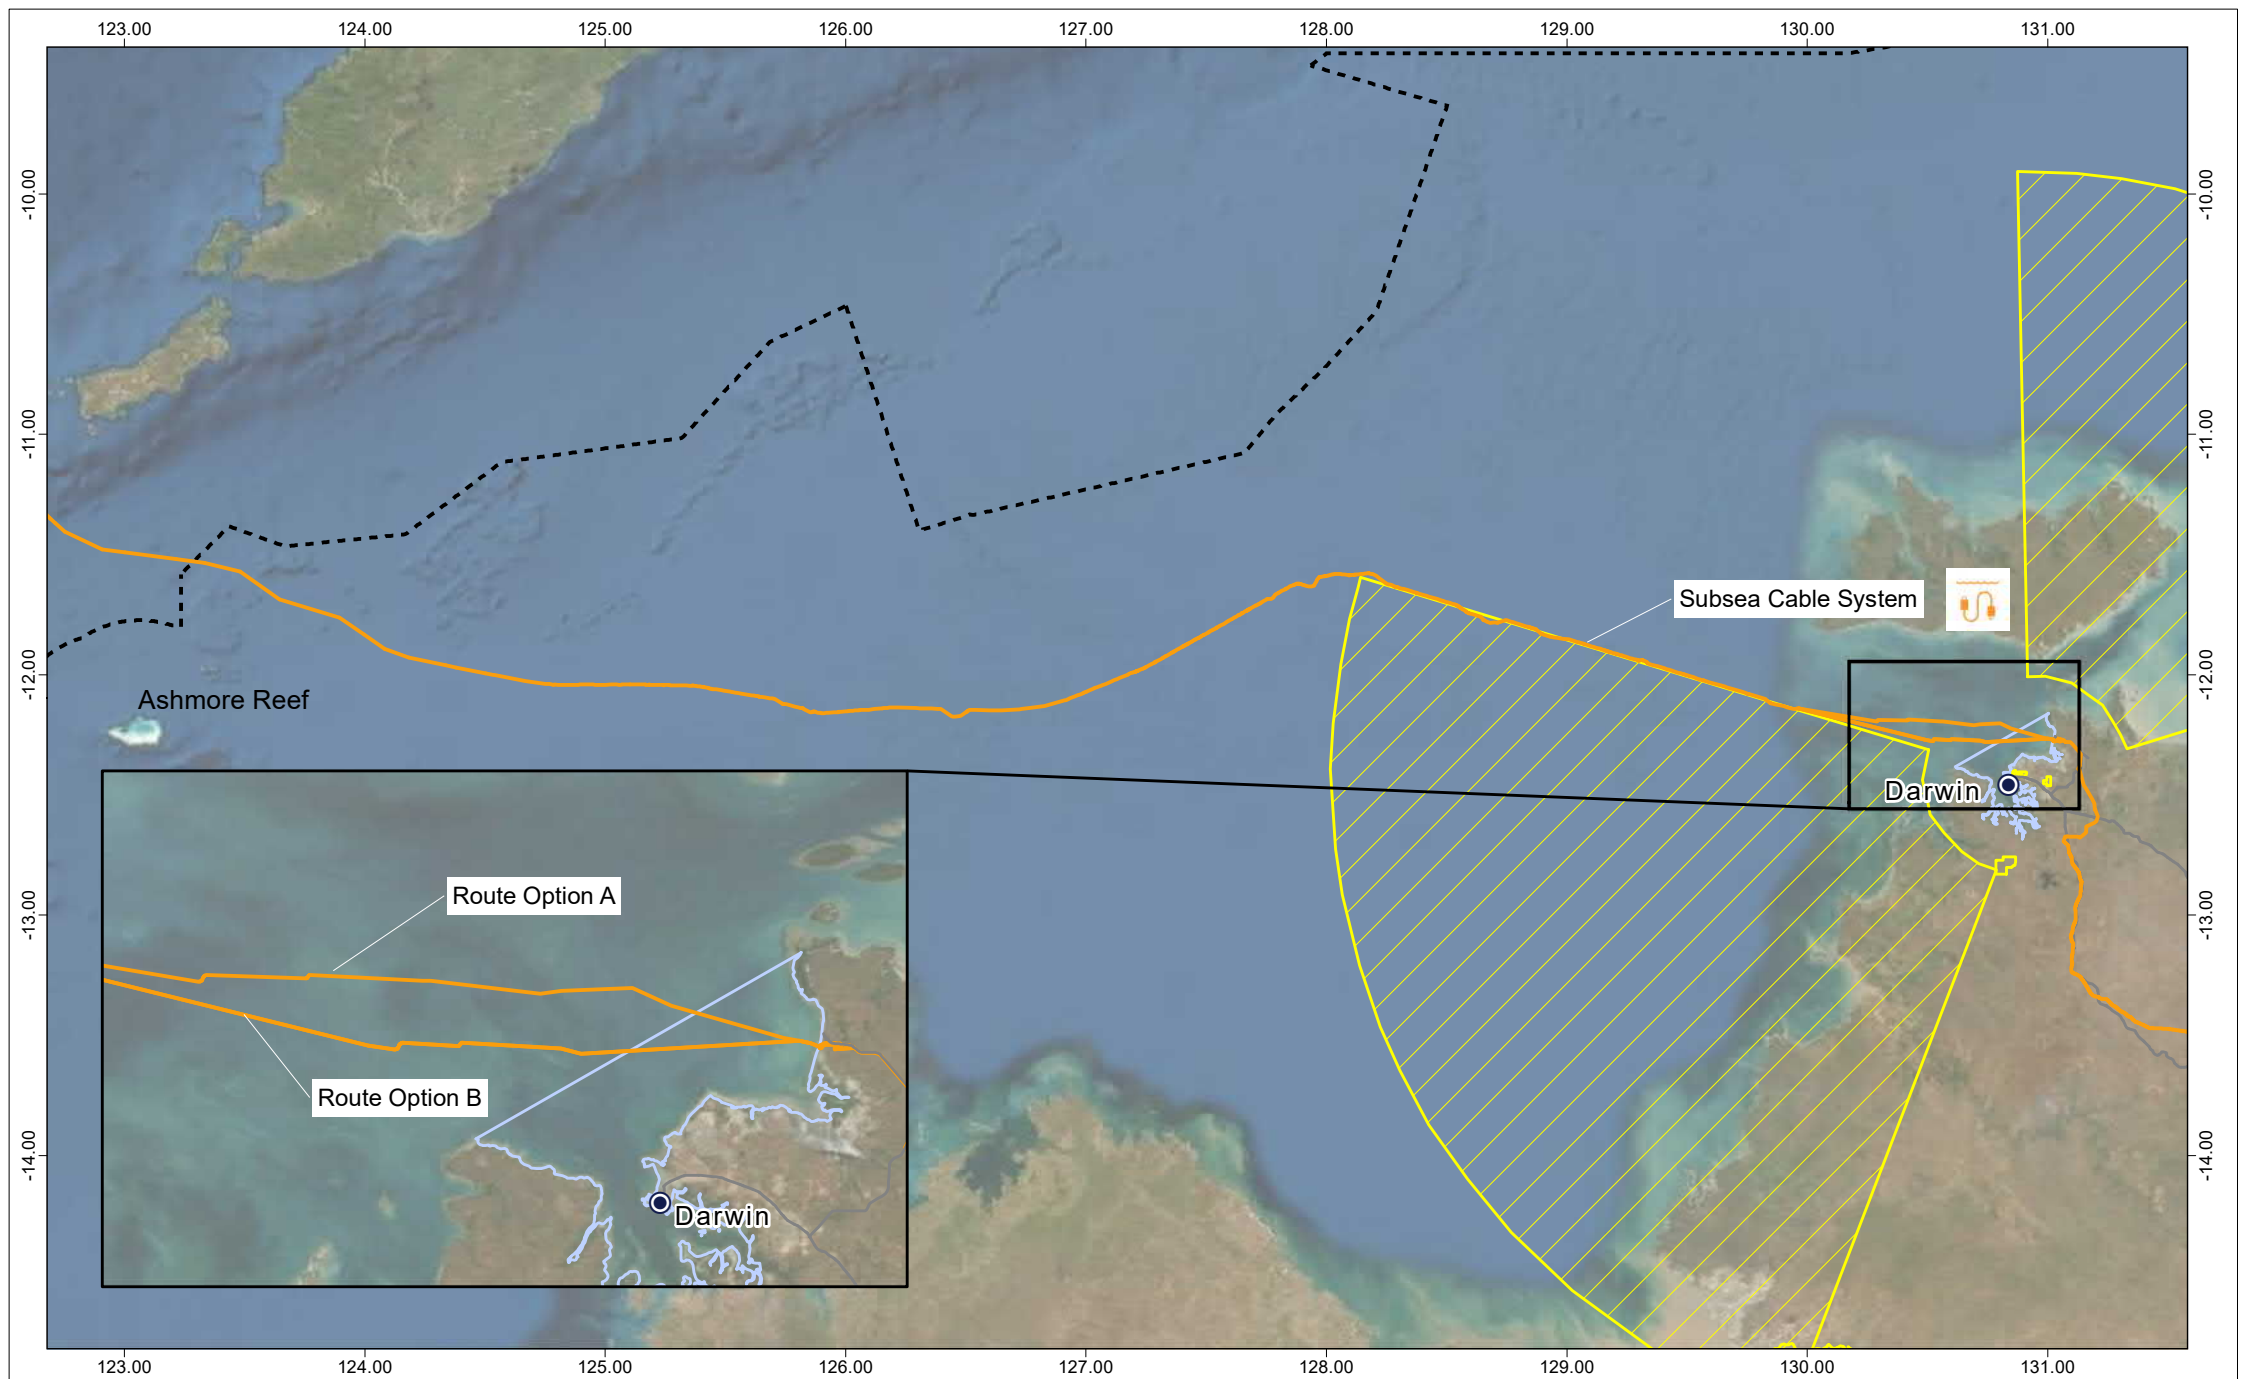 123.00 124.00 125.00 126.00 127.00 128.00 129.00 130.00 131.00
-10.00 -10.00
-11.00 -11.00
Subsea Cable System
-12.00 -12.00
Ashmore Reef
Darwin
Route Option A
-13.00 -13.00
Route Option B
-14.00 -14.00
Darwin
123.00 124.00 125.00 126.00 127.00 128.00 129.00 130.00 131.00